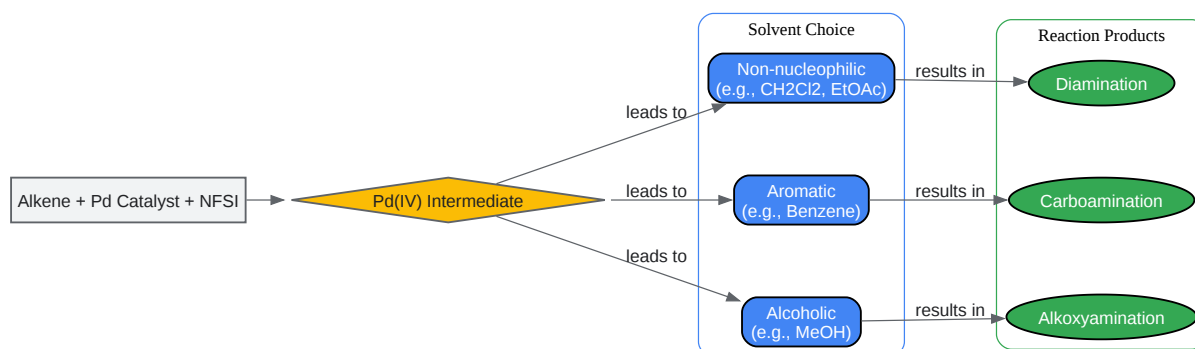 Solvent Choice
Reaction Products
Non-nucleophilic
(e.g., CH2Cl2, EtOAc)
results in
Diamination
leads to
Alkene + Pd Catalyst + NFSI
Pd(IV) Intermediate
leads to
Aromatic
(e.g., Benzene)
results in
Carboamination
leads to
Alcoholic
(e.g., MeOH)
results in
Alkoxyamination